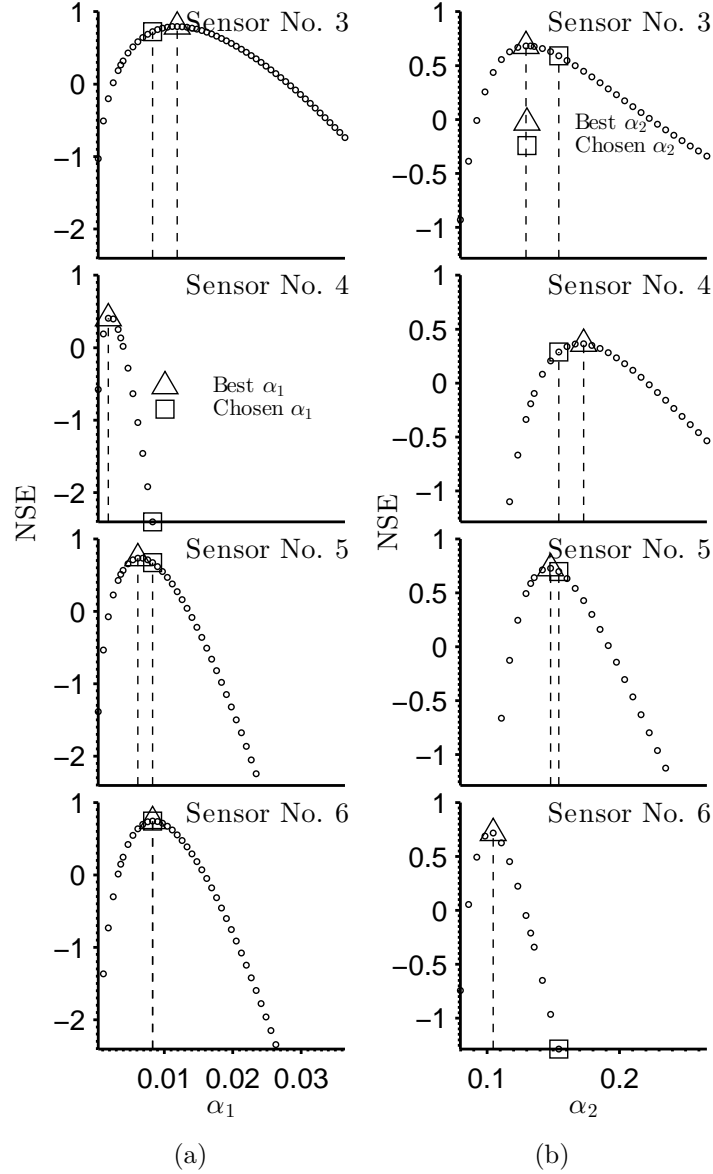 Sensor No. 3
1
0
−1
−2
Sensor No. 4
1
0
−1
−2
Best α1
Chosen α1
Sensor No. 5
1
0
−1
−2
Sensor No. 6
1
0
−1
−2
NSE
0.01 0.02 0.03
α1
(a)
Sensor No. 3
1
0.5
0
−0.5
−1
Best α2
Chosen α2
Sensor No. 4
1
0.5
0
−0.5
−1
Sensor No. 5
1
0.5
0
−0.5
−1
Sensor No. 6
1
0.5
0
−0.5
−1
NSE
0.1 0.2
α2
(b)